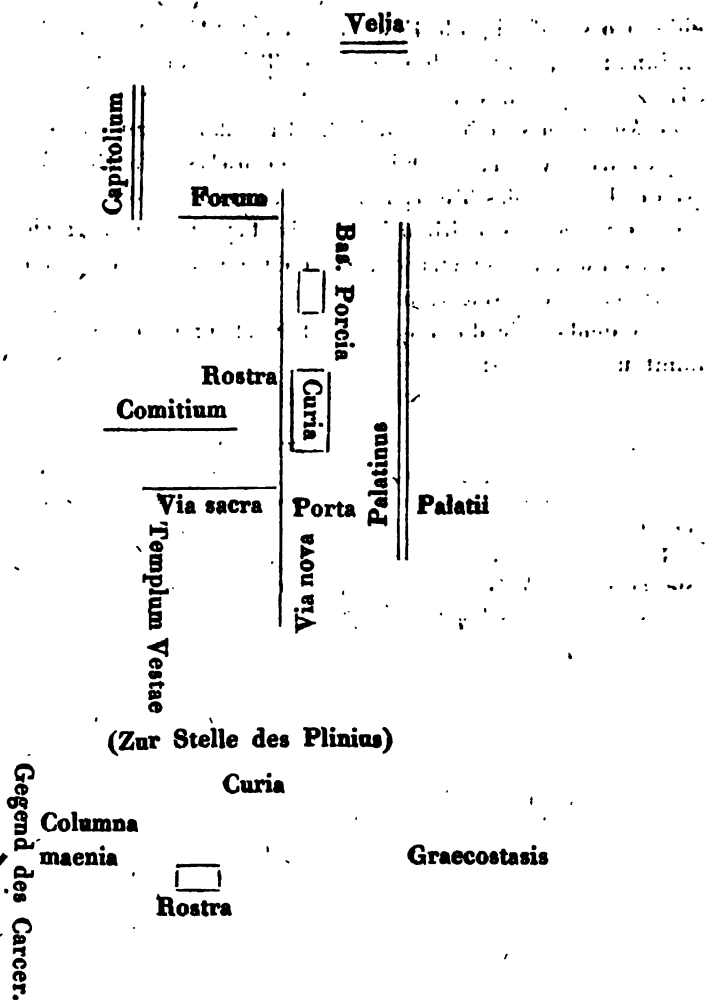 Velia
Capitolium
Forum
Bas. Porcia
Rostra
Curia
Comitium
Palatinus
Via sacra
Porta
Palatii
Via nova
Templum Vestae
(Zur Stelle des Plinius)
Curia
Gegend des Carcer.
Columna
maenia
Graecostasis
Rostra